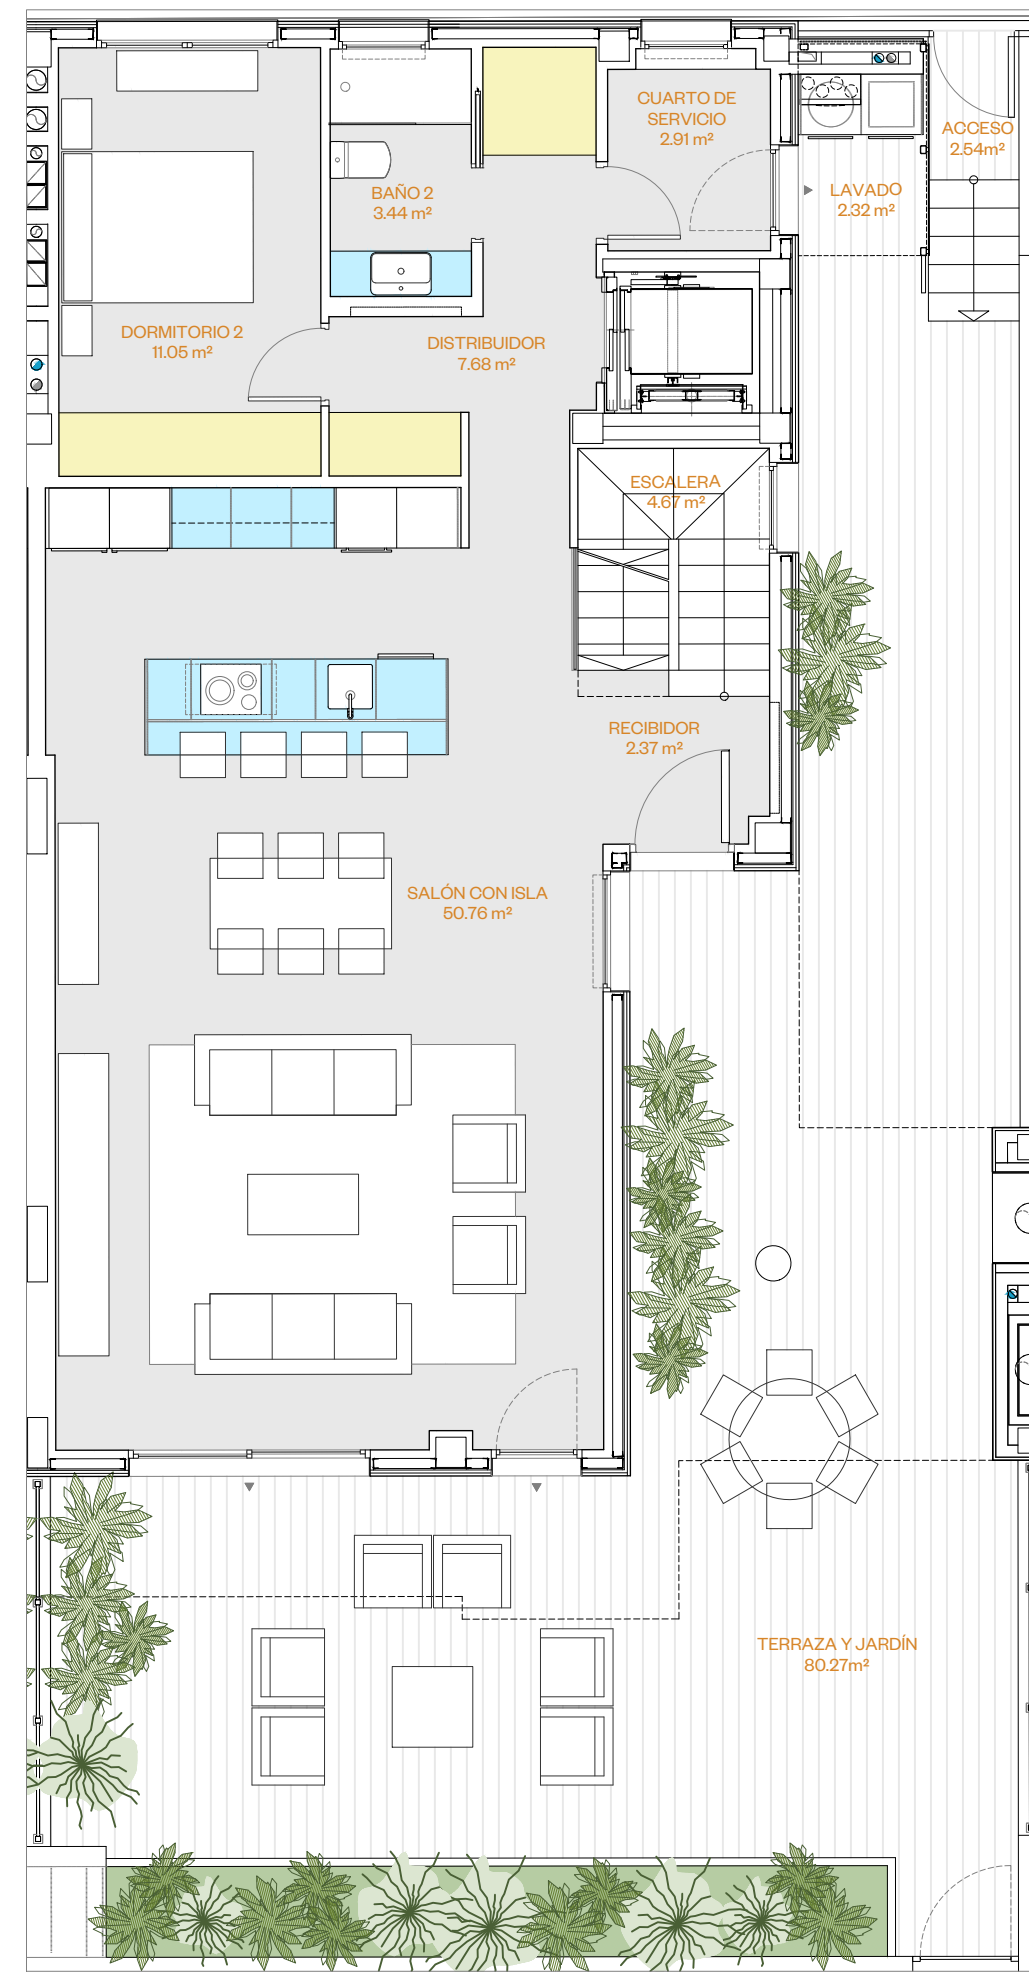 CUARTO DE
SERVICIO
2.91 m²
ACCESO
2.54m²
BAÑO 2
3.44 m²
LAVADO
2.32 m²
DORMITORIO 2
11.05 m²
DISTRIBUIDOR
7.68 m²
ESCALERA
4.67 m²
RECIBIDOR
2.37 m²
SALÓN CON ISLA
50.76 m²
TERRAZA Y JARDÍN
80.27m²